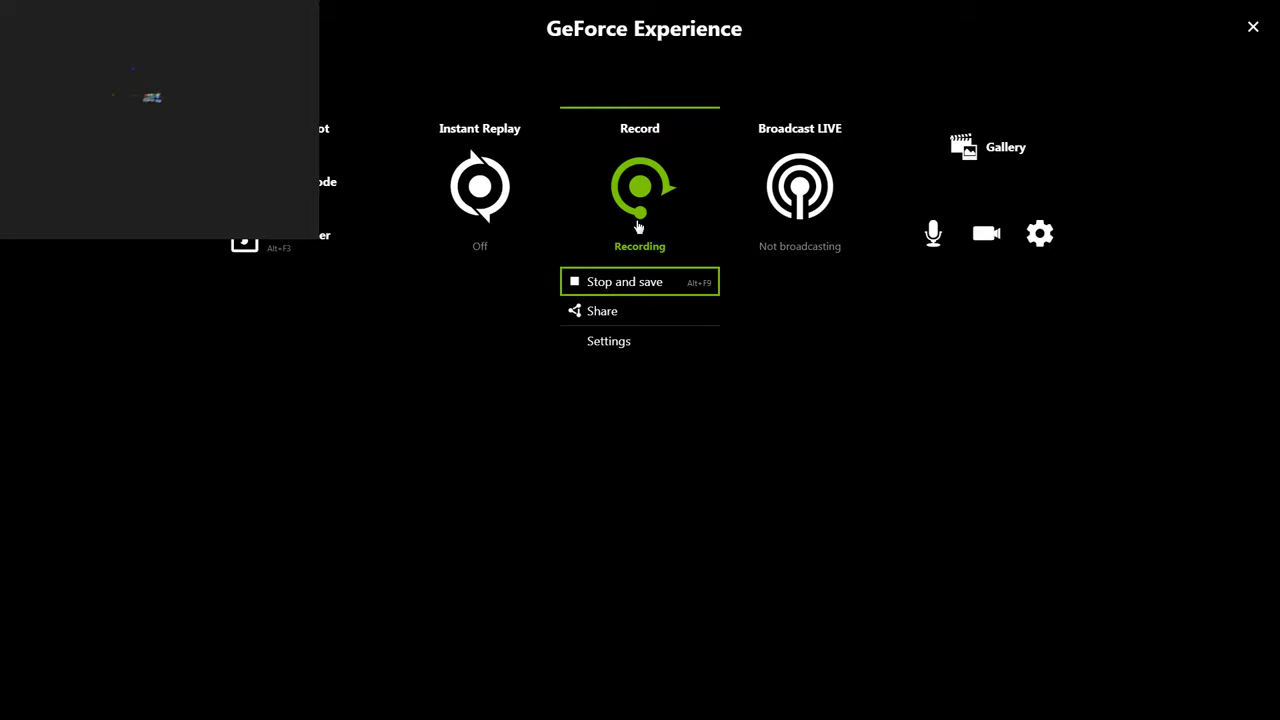 GeForce Experience
Instant Replay
Record
Broadcast LIVE
Gallery
Alt+F3
Off
Recording
Not broadcasting
Stop and save Alt+F9
Share
Settings